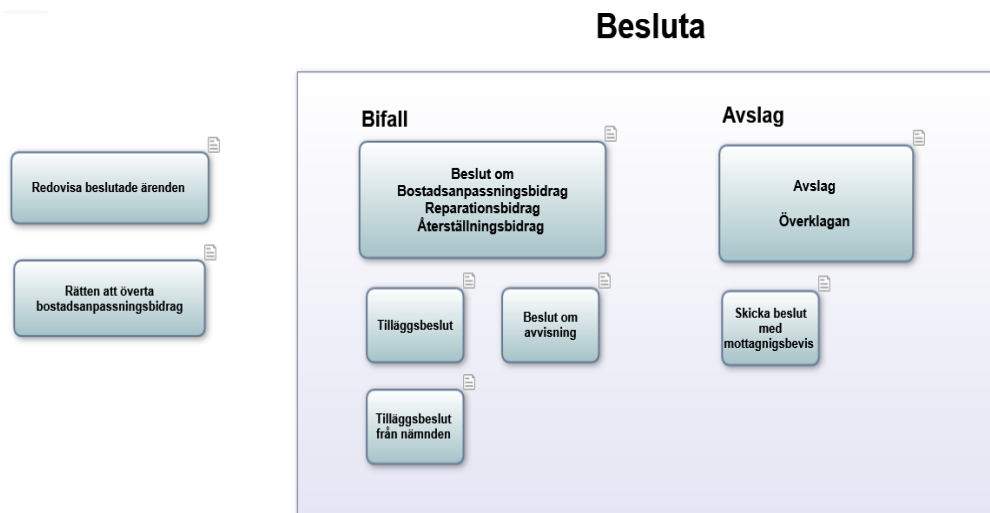 Besluta
Redovisa beslutade ärenden
Rätten att överta
bostadsanpassningsbidrag
Bifall
Beslut om
Bostadsanpassningsbidrag
Reparationsbidrag
Återställningsbidrag
Tilläggsbeslut
Beslut om
avvisning
Tilläggsbeslut
från nämnden
Avslag
Avslag
Överklagan
Skicka beslut
med
mottagnigsbevis